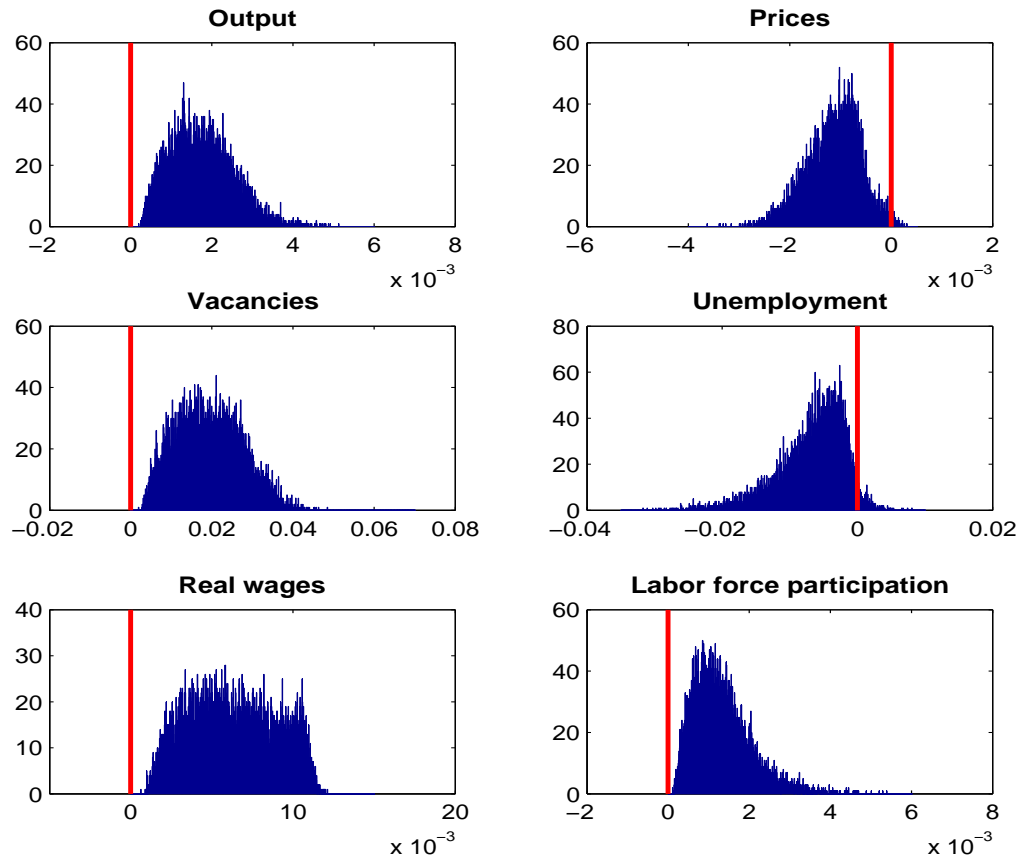 Output
60
40
20
0
−2 0 2 4 6 8
x 10−3
Prices
60
40
20
0
−6 −4 −2 0 2
x 10−3
Vacancies
60
40
20
0
−0.02 0 0.02 0.04 0.06 0.08
Unemployment
80
60
40
20
0
−0.04 −0.02 0 0.02
Real wages
40
30
20
10
0
0 10 20
x 10−3
Labor force participation
60
40
20
0
−2 0 2 4 6 8
x 10−3